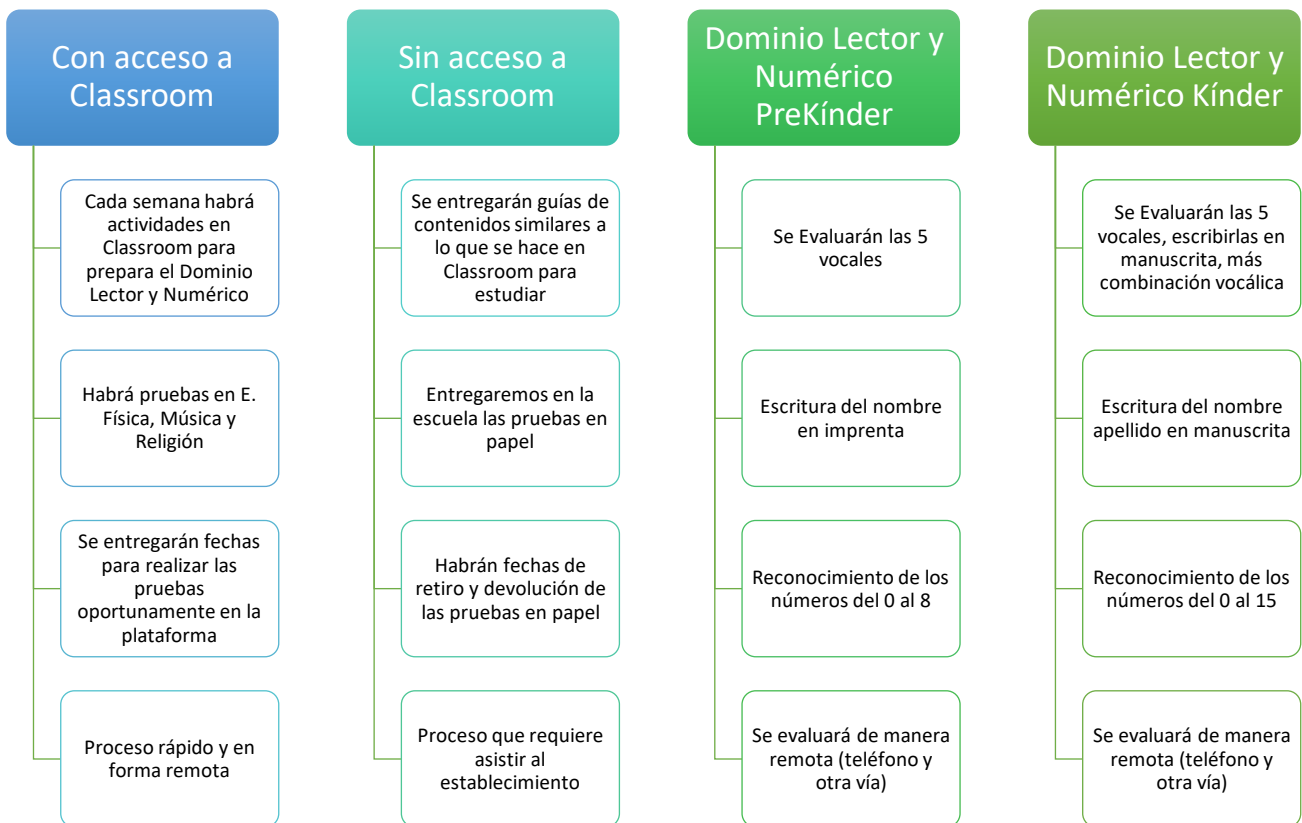 Con acceso a
Classroom
Cada semana habrá
actividades en
Classroom para
prepara el Dominio
Lector y Numérico
Habrá pruebas en E.
Física, Música y
Religión
Se entregarán fechas
para realizar las
pruebas
oportunamente en la
plataforma
Proceso rápido y en
forma remota
Sin acceso a
Classroom
Se entregarán guías de
contenidos similares a
lo que se hace en
Classroom para
estudiar
Entregaremos en la
escuela las pruebas en
papel
Habrán fechas de
retiro y devolución de
las pruebas en papel
Proceso que requiere
asistir al
establecimiento
Dominio Lector y
Numérico
PreKínder
Se Evaluarán las 5
vocales
Escritura del nombre
en imprenta
Reconocimiento de los
números del 0 al 8
Se evaluará de manera
remota (teléfono y
otra vía)
Dominio Lector y
Numérico Kínder
Se Evaluarán las 5
vocales, escribirlas en
manuscrita, más
combinación vocálica
Escritura del nombre
apellido en manuscrita
Reconocimiento de los
números del 0 al 15
Se evaluará de manera
remota (teléfono y
otra vía)